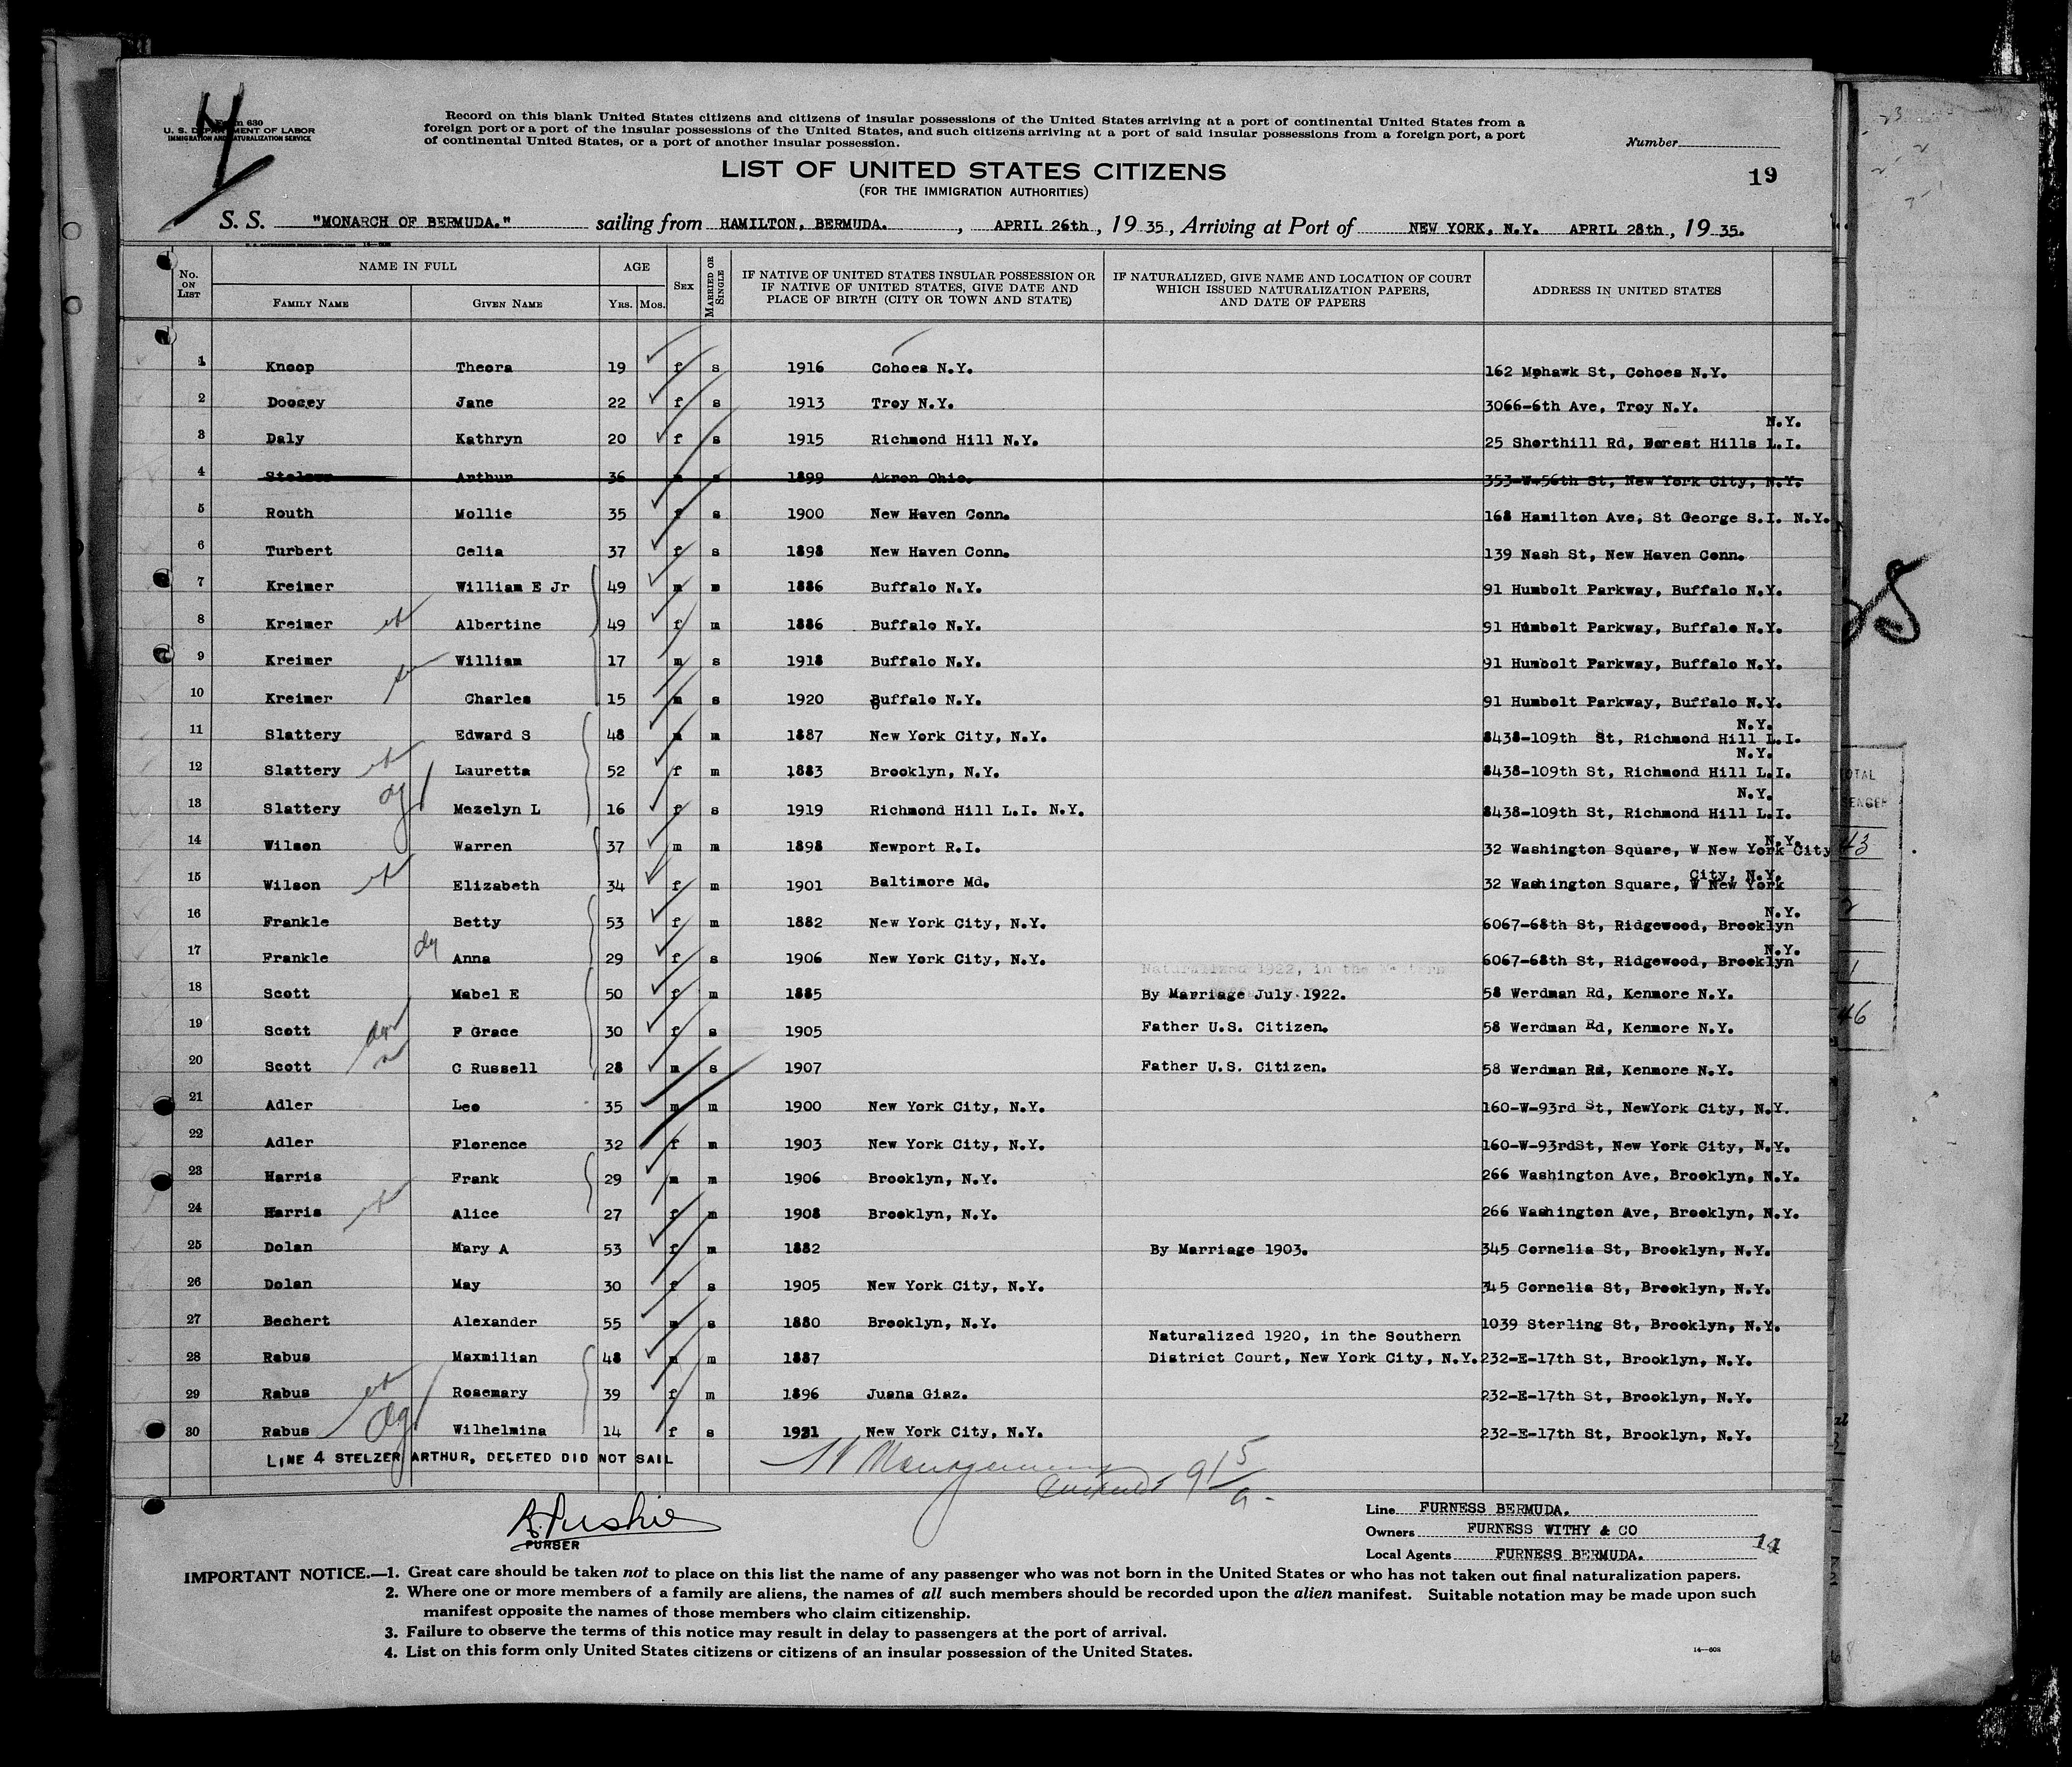 Form 630
U. S. DEPARTMENT OF LABOR
IMMIGRATION AND NATURALIZATION SERVICE
Record on this blank United States citizens and citizens of insular possessions of the United States arriving at a port of continental United States from a
foreign port or a port of the insular possessions of the United States, and such citizens arriving at a port of said insular possessions from a foreign port, a port
of continental United States, or a port of another insular possession.
Number
LIST OF UNITED STATES CITIZENS
(FOR THE IMMIGRATION AUTHORITIES)
19
S. S. "MONARCH OF BERMUDA." sailing from HAMILTON, BERMUDA. , APRIL 26th , 19 35 , Arriving at Port of NEW YORK, N.Y. APRIL 28th , 19 35.
No. ON LIST NAME IN FULL FAMILY NAME GIVEN NAME AGE YRS. MOS. SEX MARRIED OR SINGLE IF NATIVE OF UNITED STATES INSULAR POSSESSION OR IF NATIVE OF UNITED STATES, GIVE DATE AND PLACE OF BIRTH (CITY OR TOWN AND STATE) IF NATURALIZED, GIVE NAME AND LOCATION OF COURT WHICH ISSUED NATURALIZATION PAPERS, AND DATE OF PAPERS ADDRESS IN UNITED STATES
1 Knoop Theora 19 f s 1916 Cohoes N.Y. 162 Mohawk St, Cohoes N.Y.
2 Doocey Jane 22 f s 1913 Troy N.Y. 3066-6th Ave, Troy N.Y.
3 Daly Kathryn 20 f s 1915 Richmond Hill N.Y. 25 Shorthill Rd, Forest Hills L.I. N.Y.
4 Stelzer Arthur 36 m s 1899 Akron Ohio. 353-W-56th St, New York City, N.Y.
5 Routh Mollie 35 f s 1900 New Haven Conn. 168 Hamilton Ave, St George S.I. N.Y.
6 Turbert Celia 37 f s 1898 New Haven Conn. 139 Nash St, New Haven Conn.
7 Kreimer William E Jr 49 m m 1886 Buffalo N.Y. 91 Humbolt Parkway, Buffalo N.Y.
8 Kreimer Albertine 49 f m 1886 Buffalo N.Y. 91 Humbolt Parkway, Buffalo N.Y.
9 Kreimer William 17 m s 1918 Buffalo N.Y. 91 Humbolt Parkway, Buffalo N.Y.
10 Kreimer Charles 15 m s 1920 Buffalo N.Y. 91 Humbolt Parkway, Buffalo N.Y.
11 Slattery Edward S 48 m m 1887 New York City, N.Y. 8438-109th St, Richmond Hill L.I. N.Y.
12 Slattery Lauretta 52 f m 1883 Brooklyn, N.Y. 8438-109th St, Richmond Hill L.I. N.Y.
13 Slattery Mezelyn L 16 f s 1919 Richmond Hill L.I. N.Y. 8438-109th St, Richmond Hill L.I. N.Y.
14 Wilson Warren 37 m m 1898 Newport R.I. 32 Washington Square, W New York City N.Y.
15 Wilson Elizabeth 34 f m 1901 Baltimore Md. 32 Washington Square, W New York City, N.Y.
16 Frankle Betty 53 f m 1882 New York City, N.Y. 6067-68th St, Ridgewood, Brooklyn N.Y.
17 Frankle Anna 29 f s 1906 New York City, N.Y. 6067-68th St, Ridgewood, Brooklyn N.Y.
18 Scott Mabel E 50 f m 1885 By Marriage July 1922. 58 Werdman Rd, Kenmore N.Y.
19 Scott F Grace 30 f s 1905 Father U.S. Citizen. 58 Werdman Rd, Kenmore N.Y.
20 Scott C Russell 28 m s 1907 Father U.S. Citizen. 58 Werdman Rd, Kenmore N.Y.
21 Adler Leo 35 m m 1900 New York City, N.Y. 160-W-93rd St, NewYork City, N.Y.
22 Adler Florence 32 f m 1903 New York City, N.Y. 160-W-93rdSt, New York City, N.Y.
23 Harris Frank 29 m m 1906 Brooklyn, N.Y. 266 Washington Ave, Brooklyn, N.Y.
24 Harris Alice 27 f m 1908 Brooklyn, N.Y. 266 Washington Ave, Brooklyn, N.Y.
25 Dolan Mary A 53 f m 1882 By Marriage 1903. 345 Cornelia St, Brooklyn, N.Y.
26 Dolan May 30 f s 1905 New York City, N.Y. 345 Cornelia St, Brooklyn, N.Y.
27 Bechert Alexander 55 m s 1880 Brooklyn, N.Y. 1039 Sterling St, Brooklyn, N.Y.
28 Rabus Maxmilian 48 m m 1887 Naturalized 1920, in the Southern District Court, New York City, N.Y. 232-E-17th St, Brooklyn, N.Y.
29 Rabus Rosemary 39 f m 1896 Juana Giaz. 232-E-17th St, Brooklyn, N.Y.
30 Rabus Wilhelmina 14 f s 1921 New York City, N.Y. 232-E-17th St, Brooklyn, N.Y.
LINE 4 STELZER ARTHUR, DELETED DID NOT SAIL
PURSER
Line FURNESS BERMUDA.
Owners FURNESS WITHY & CO
Local Agents FURNESS BERMUDA.
14
IMPORTANT NOTICE.—1. Great care should be taken not to place on this list the name of any passenger who was not born in the United States or who has not taken out final naturalization papers.
2. Where one or more members of a family are aliens, the names of all such members should be recorded upon the alien manifest. Suitable notation may be made upon such
manifest opposite the names of those members who claim citizenship.
3. Failure to observe the terms of this notice may result in delay to passengers at the port of arrival.
4. List on this form only United States citizens or citizens of an insular possession of the United States.
14—608